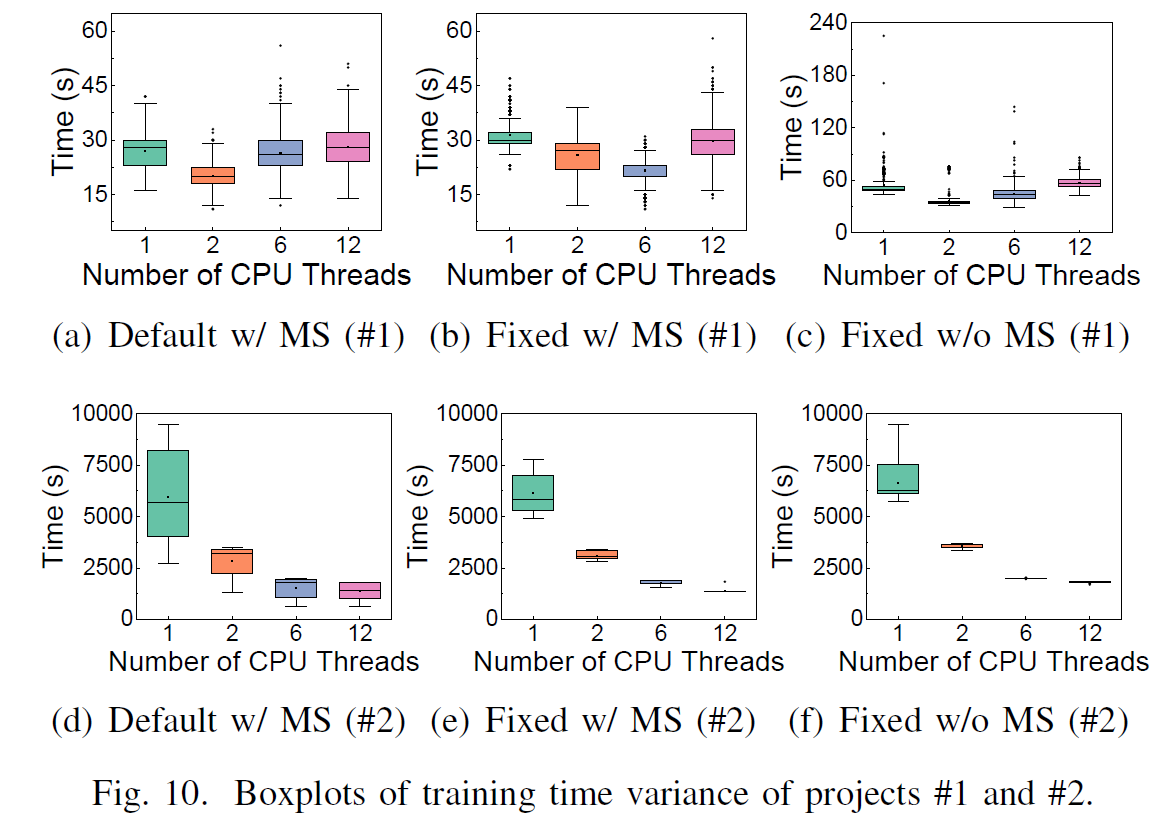 60
45
30
15
Time (s)
1 2 6 12
Number of CPU Threads
(a) Default w/ MS (#1)
60
45
30
15
Time (s)
1 2 6 12
Number of CPU Threads
(b) Fixed w/ MS (#1)
240
180
120
60
0
Time (s)
1 2 6 12
Number of CPU Threads
(c) Fixed w/o MS (#1)
10000
7500
5000
2500
0
Time (s)
1 2 6 12
Number of CPU Threads
(d) Default w/ MS (#2)
10000
7500
5000
2500
0
Time (s)
1 2 6 12
Number of CPU Threads
(e) Fixed w/ MS (#2)
10000
7500
5000
2500
0
Time (s)
1 2 6 12
Number of CPU Threads
(f) Fixed w/o MS (#2)
Fig. 10. Boxplots of training time variance of projects #1 and #2.